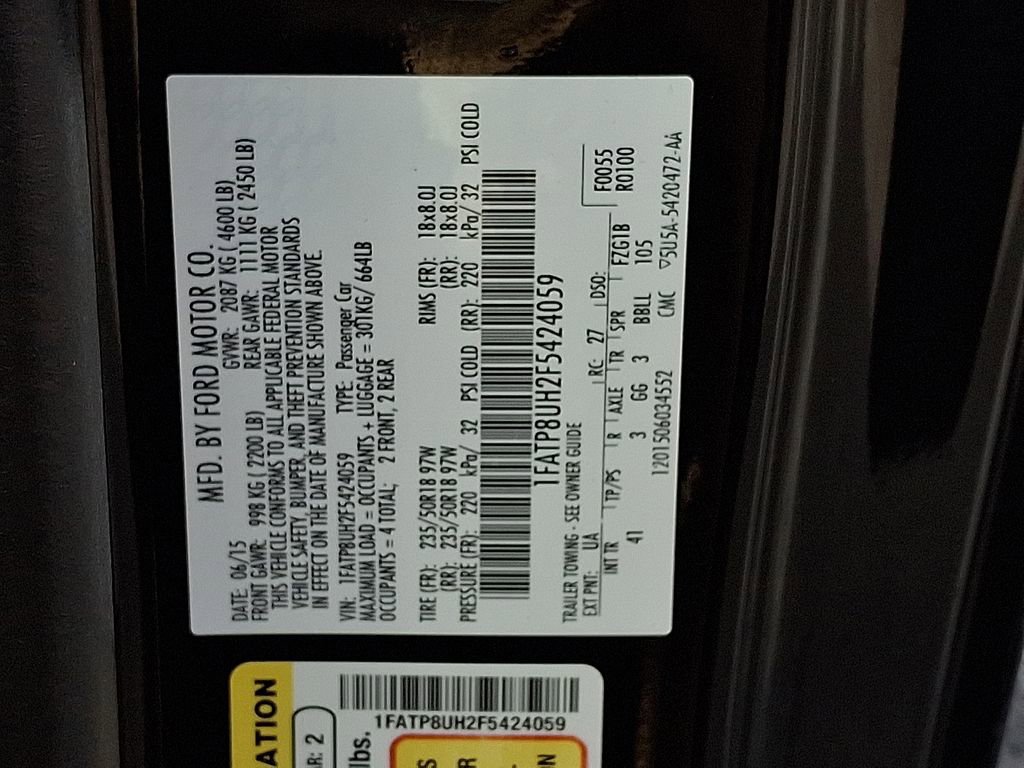 MFD. BY FORD MOTOR CO.
DATE: 06/15 GVWR: 2087 KG ( 4600 LB)
FRONT GAWR: 998 KG ( 2200 LB) REAR GAWR: 1111 KG ( 2450 LB)
THIS VEHICLE CONFORMS TO ALL APPLICABLE FEDERAL MOTOR
VEHICLE SAFETY, BUMPER, AND THEFT PREVENTION STANDARDS
IN EFFECT ON THE DATE OF MANUFACTURE SHOWN ABOVE.
VIN: 1FATP8UH2F5424059 TYPE: Passenger Car
MAXIMUM LOAD = OCCUPANTS + LUGGAGE = 301KG/ 664LB
OCCUPANTS = 4 TOTAL; 2 FRONT, 2 REAR
TIRE (FR): 235/50R18 97W RIMS (FR): 18x8.0J
(RR): 235/50R18 97W (RR): 18x8.0J
PRESSURE (FR): 220 kPa/ 32 PSI COLD (RR): 220 kPa/ 32 PSI COLD
1FATP8UH2F5424059
TRAILER TOWING - SEE OWNER GUIDE
EXT PNT: UA RC: 27 DSO: F0055
INT TR TP/PS R AXLE TR SPR FZG1B R0100
41 3 GG 3 BBLL 105
1201506034552 CMC ▽5U5A-5420472-AA
ATION
AR: 2
1FATP8UH2F5424059
lbs.
S
R
N